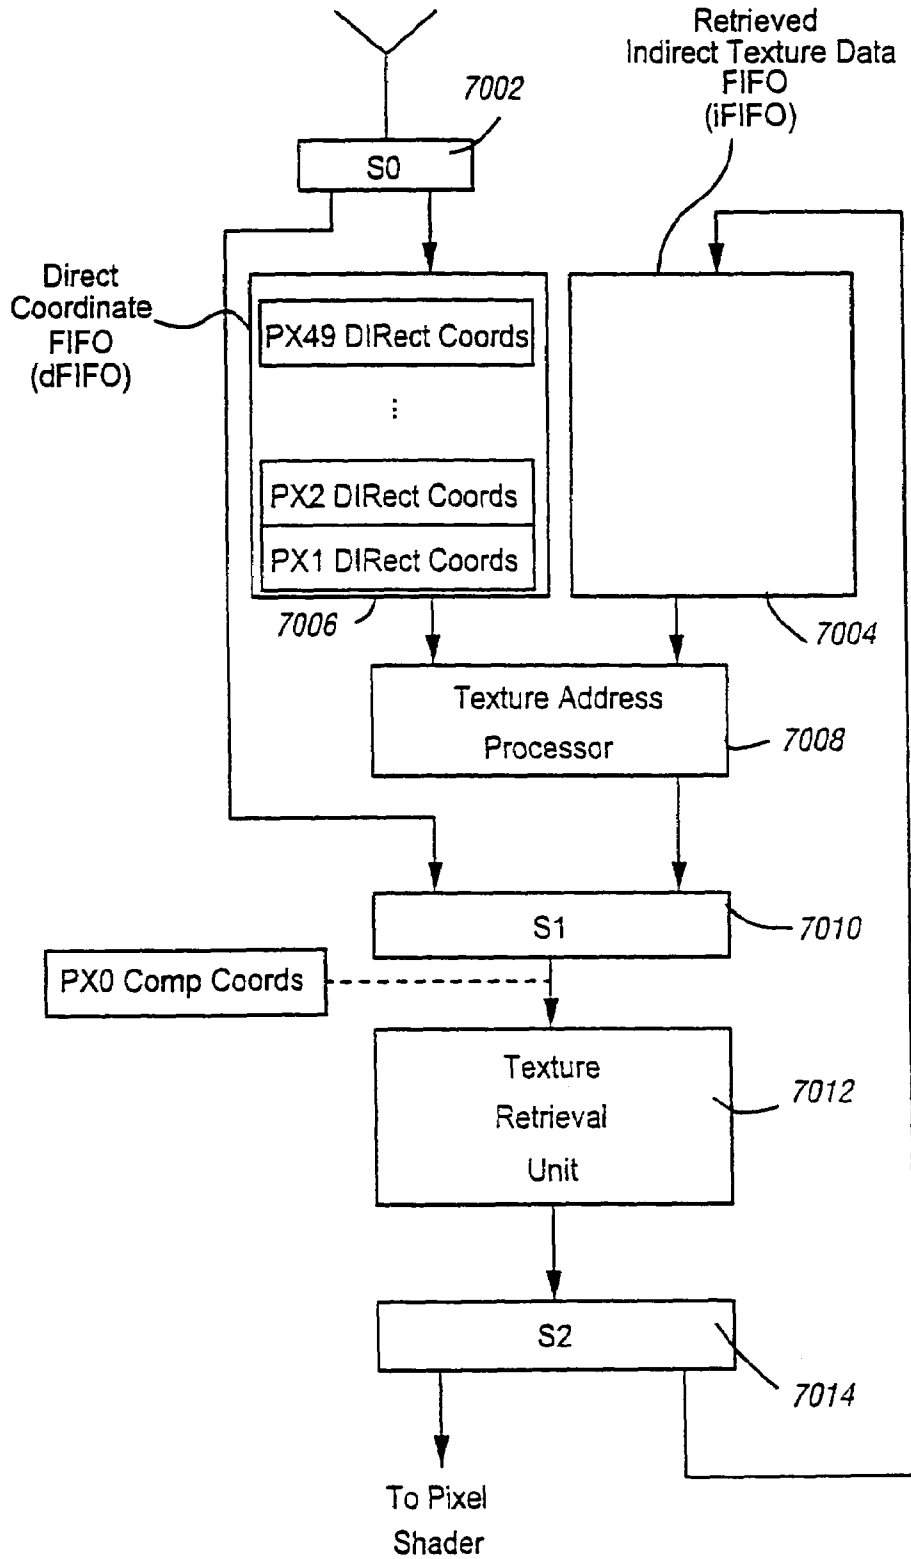 7002
Retrieved
Indirect Texture Data
FIFO
(iFIFO)
S0
Direct
Coordinate
FIFO
(dFIFO)
PX49 DIRect Coords
...
PX2 DIRect Coords
PX1 DIRect Coords
7006
7004
Texture Address
Processor
7008
S1
7010
PX0 Comp Coords
Texture
Retrieval
Unit
7012
S2
7014
To Pixel
Shader